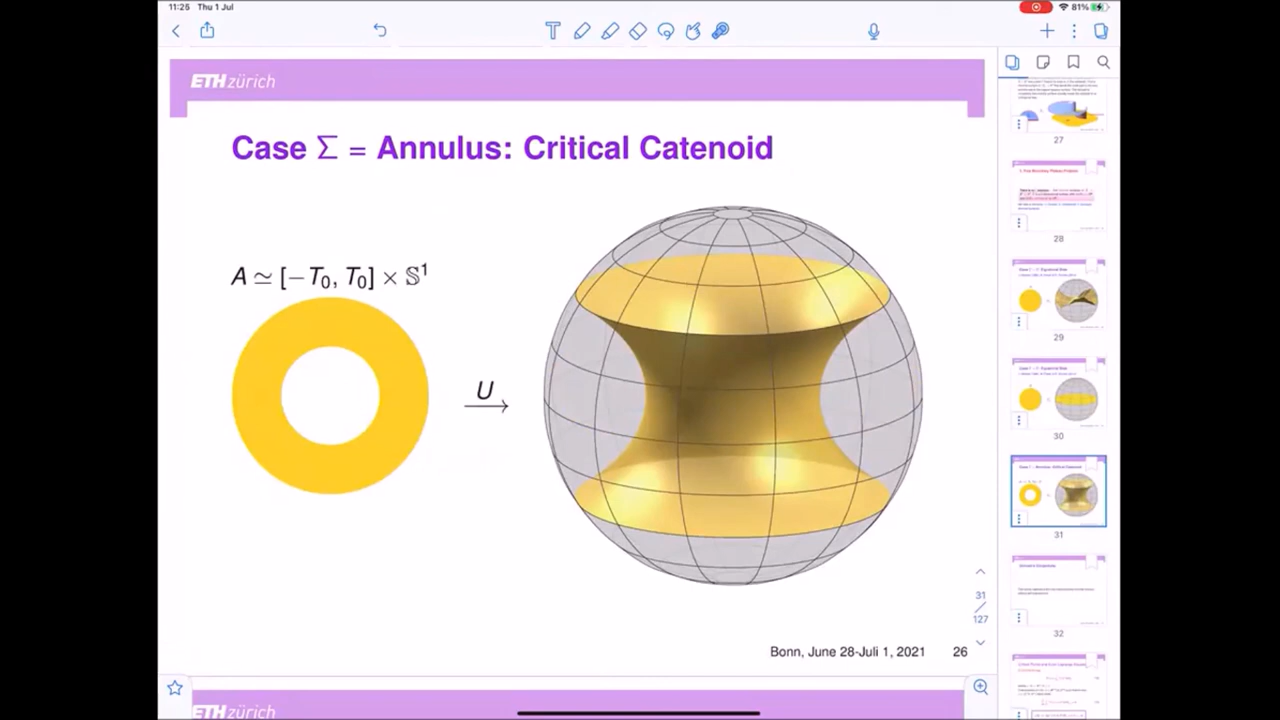 11:25 Thu 1 Jul
81%
ETH zürich
Case Σ = Annulus: Critical Catenoid
A ≃ [−T₀, T₀] × 𝕊¹
U
27
28
29
30
31
32
31
/
127
Bonn, June 28-Juli 1, 2021 26
ETH zürich